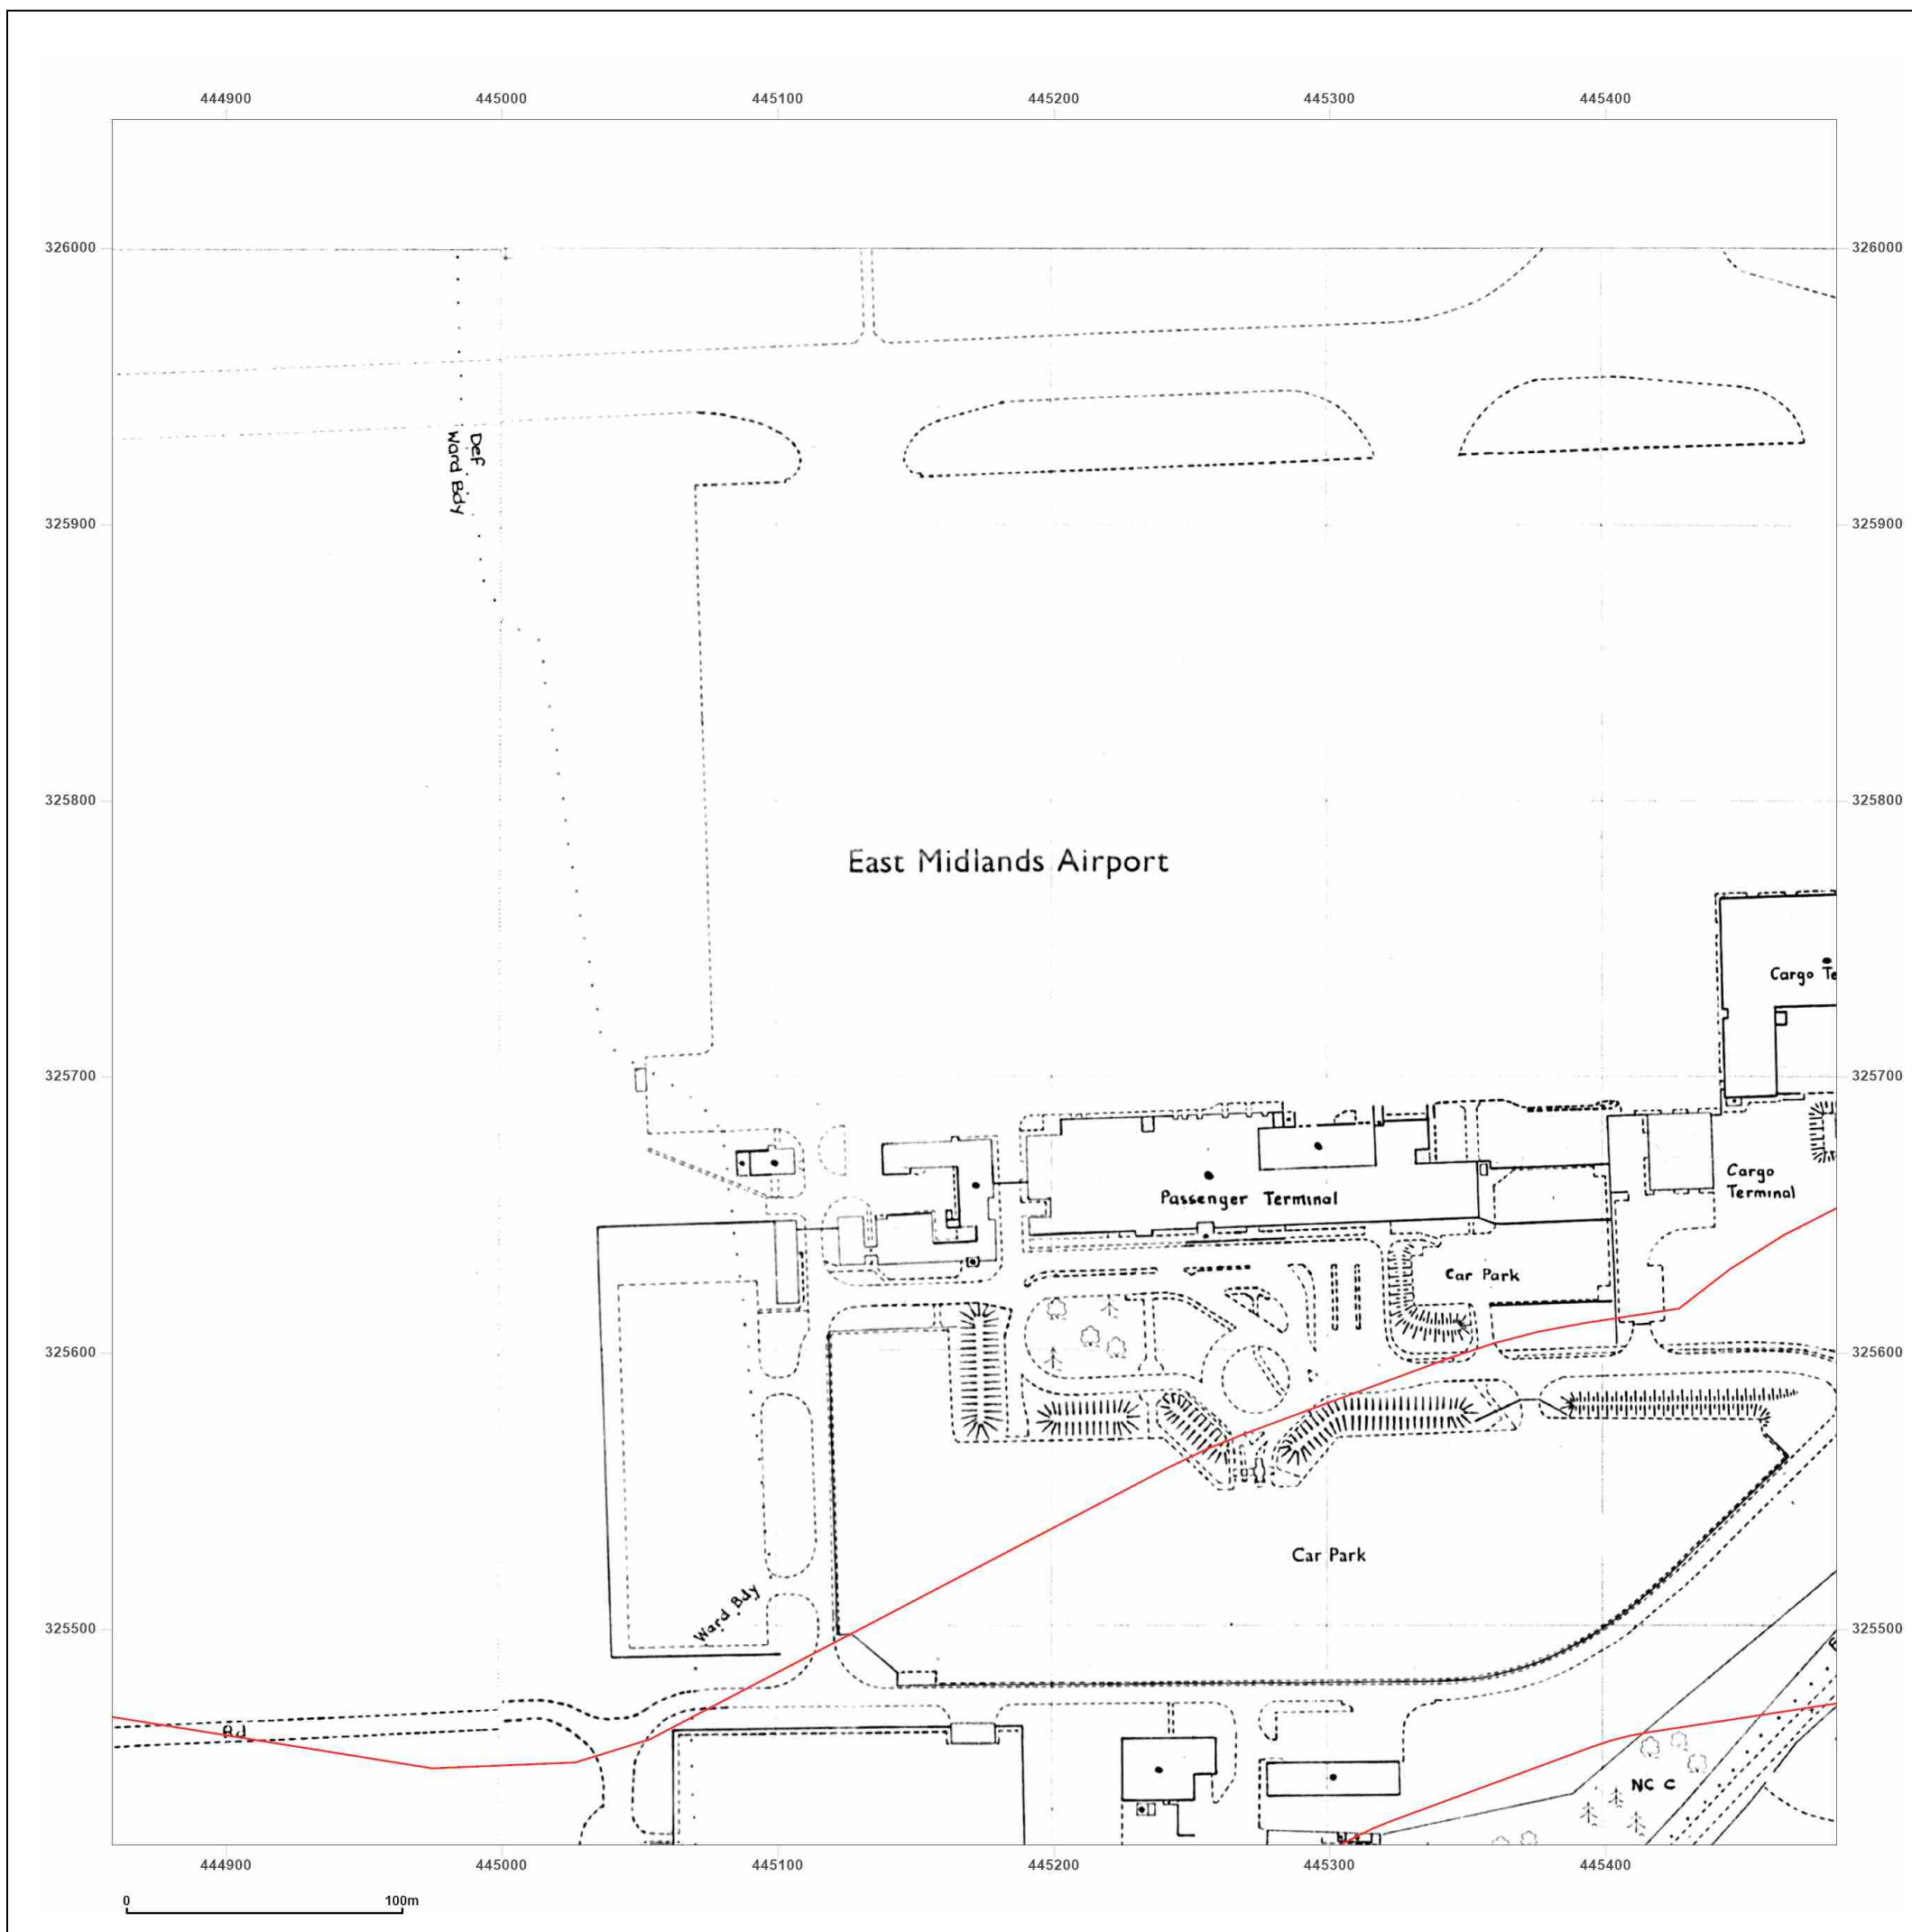 444900 445000 445100 445200 445300 445400
326000 326000
Def
Ward Bdy
325900 325900
325800 325800
East Midlands Airport
Cargo Te
325700 325700
Cargo
Terminal
Passenger Terminal
Car Park
325600 325600
Car Park
Ward Bdy
325500 325500
Rd
NC C
444900 445000 445100 445200 445300 445400
0 100m